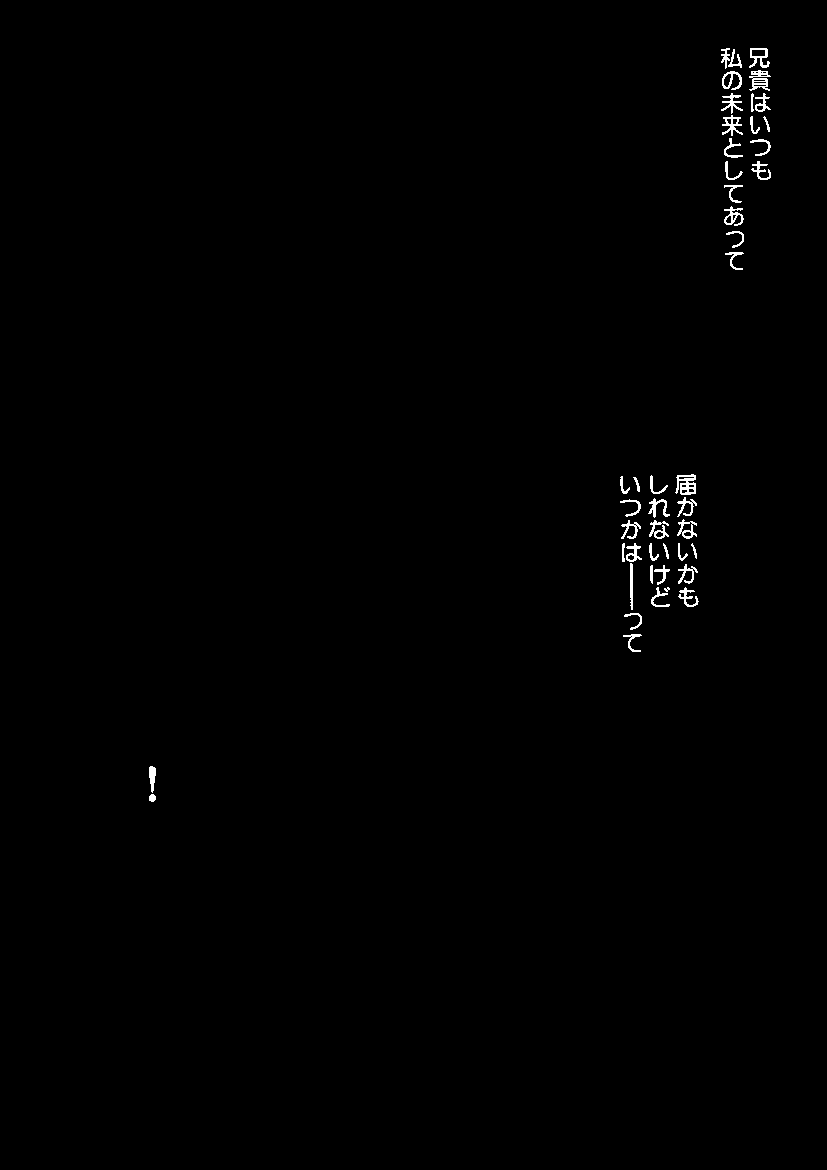 兄貴はいつも
私の未来としてあって
届かないかも
しれないけど
いつかは――って
!